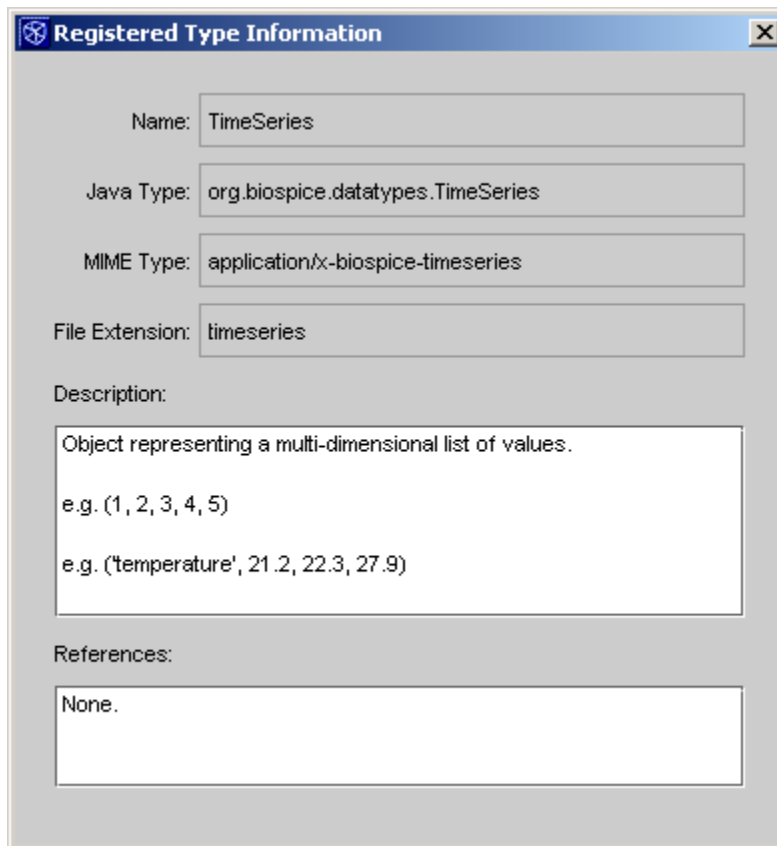 Registered Type Information
Name: TimeSeries
Java Type: org.biospice.datatypes.TimeSeries
MIME Type: application/x-biospice-timeseries
File Extension: timeseries
Description:
Object representing a multi-dimensional list of values.
e.g. (1, 2, 3, 4, 5)
e.g. ('temperature', 21.2, 22.3, 27.9)
References:
None.